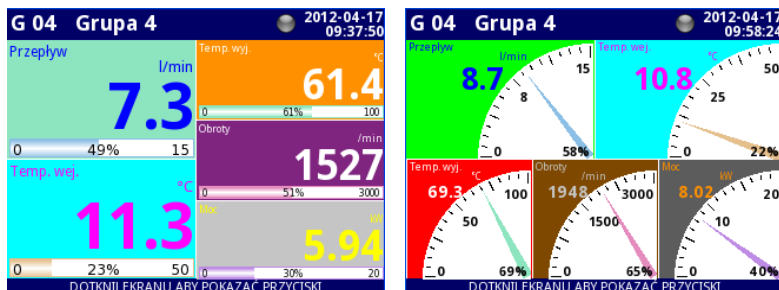 G 04 Grupa 4 2012-04-17
09:37:50
Przepływ
l/min
7.3
0 49% 15
Temp. wej.
°C
11.3
0 23% 50
Temp. wyj.
°C
61.4
0 61% 100
Obroty
/min
1527
0 51% 3000
Moc
kW
5.94
0 30% 20
DOTKNIJ EKRANU ABY POKAZAĆ PRZYCISKI
G 04 Grupa 4 2012-04-17
09:58:24
Przepływ
l/min
8.7
15
8
0
58%
Temp. wej.
°C
10.8
50
25
0
22%
Temp. wyj.
°C
69.3
100
50
0
69%
Obroty
/min
1948
3000
1500
0
65%
Moc
kW
8.02
20
10
0
40%
DOTKNIJ EKRANU ABY POKAZAĆ PRZYCISKI